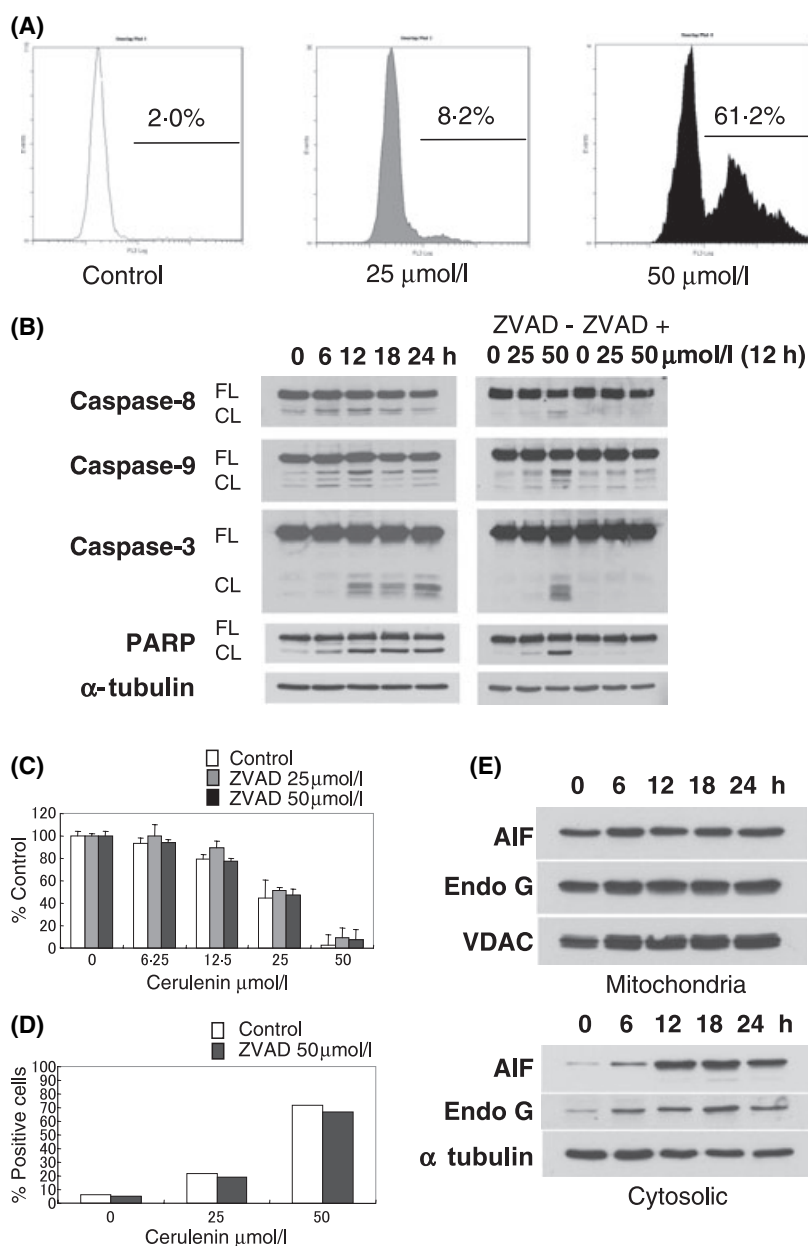 (A)
2·0%
8·2%
61·2%
Control
25 μmol/l
50 μmol/l
(B)
ZVAD - ZVAD +
0 6 12 18 24 h
0 25 50 0 25 50 μmol/l (12 h)
Caspase-8
FL
CL
Caspase-9
FL
CL
Caspase-3
FL
CL
PARP
FL
CL
α-tubulin
(C)
Control
ZVAD 25μmol/l
ZVAD 50μmol/l
% Control
120
100
80
60
40
20
0
0 6·25 12·5 25 50
Cerulenin μmol/l
(D)
Control
ZVAD 50μmol/l
% Positive cells
100
90
80
70
60
50
40
30
20
10
0
0 25 50
Cerulenin μmol/l
(E)
0 6 12 18 24 h
AIF
Endo G
VDAC
Mitochondria
0 6 12 18 24 h
AIF
Endo G
α tubulin
Cytosolic